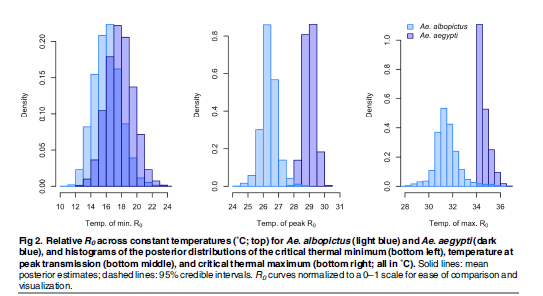 Ae. albopictus
Ae. aegypti
0.00 0.05 0.10 0.15 0.20
Density
10 12 14 16 18 20 22 24
Temp. of min. R0
0.0 0.2 0.4 0.6 0.8
Density
24 25 26 27 28 29 30 31
Temp. of peak R0
0.0 0.2 0.4 0.6 0.8 1.0
Density
28 30 32 34 36
Temp. of max. R0
Fig 2. Relative R0 across constant temperatures (˚C; top) for Ae. albopictus (light blue) and Ae. aegypti (dark
blue), and histograms of the posterior distributions of the critical thermal minimum (bottom left), temperature at
peak transmission (bottom middle), and critical thermal maximum (bottom right; all in ˚C). Solid lines: mean
posterior estimates; dashed lines: 95% credible intervals. R0 curves normalized to a 0–1 scale for ease of comparison and
visualization.